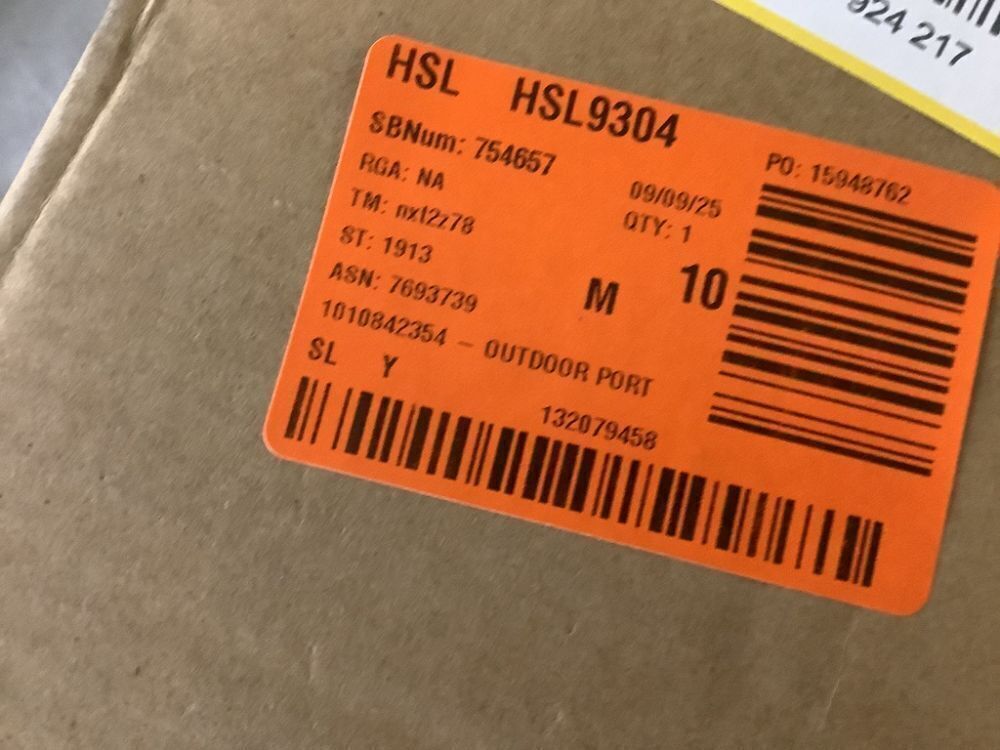 924 217
HSL HSL9304
SBNum: 754657
PO: 15948762
RGA: NA
09/09/25
TM: nxt2z78
QTY: 1
ST: 1913
M 10
ASN: 7693739
1010842354 - OUTDOOR PORT
SL Y
132079458